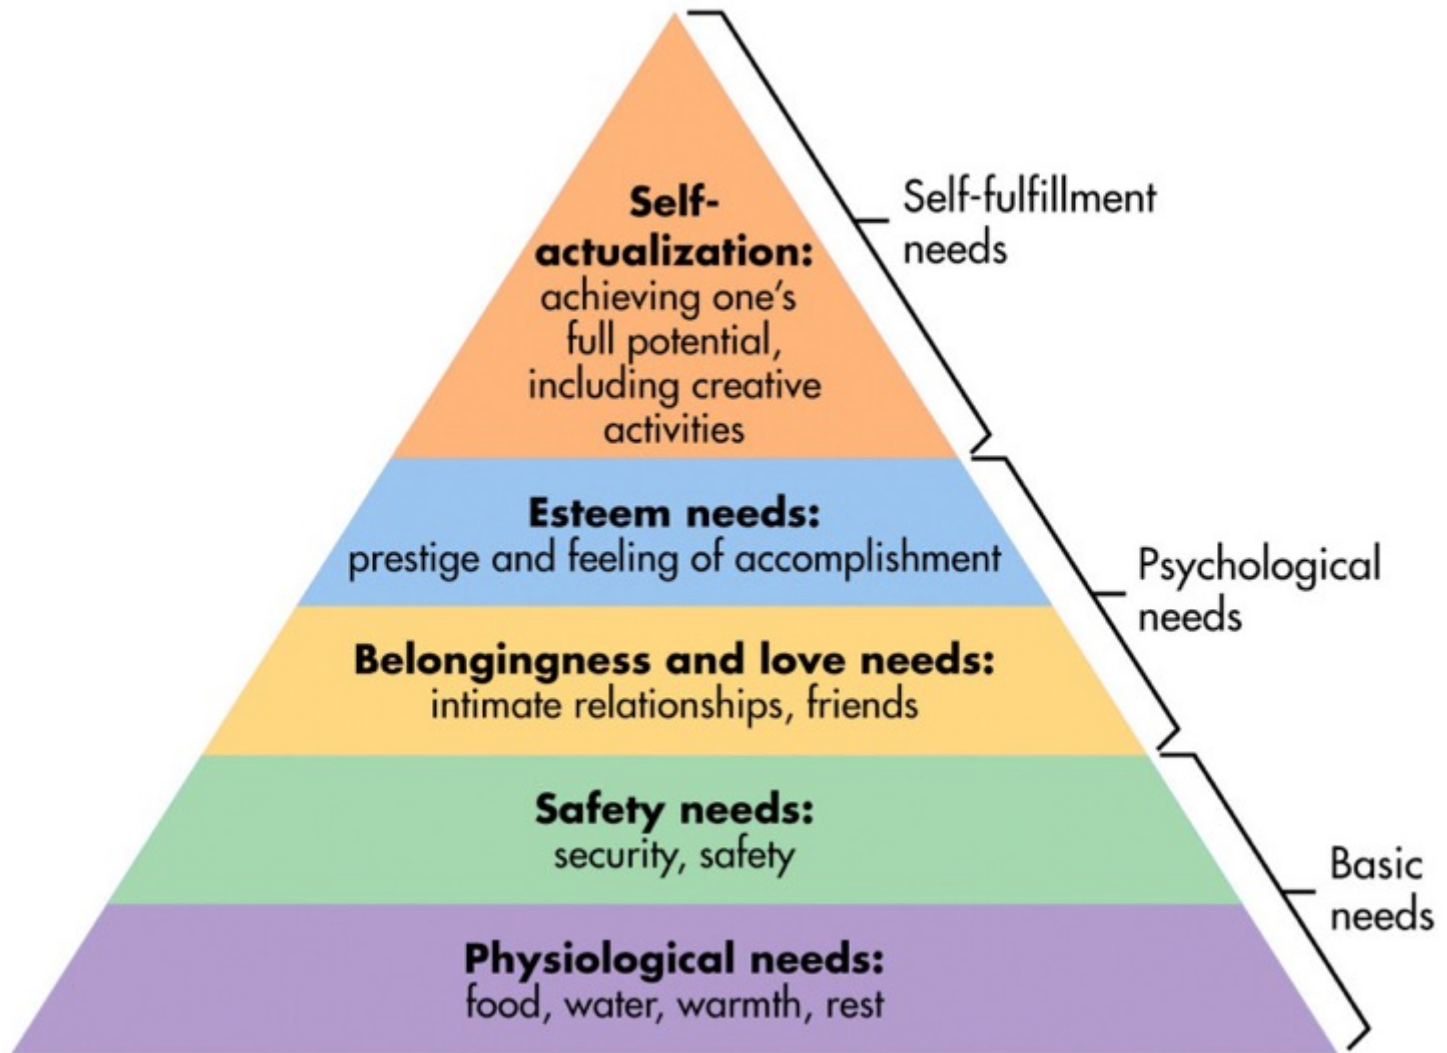 Self-
actualization:
achieving one’s
full potential,
including creative
activities
Self-fulfillment
needs
Esteem needs:
prestige and feeling of accomplishment
Psychological
needs
Belongingness and love needs:
intimate relationships, friends
Safety needs:
security, safety
Basic
needs
Physiological needs:
food, water, warmth, rest